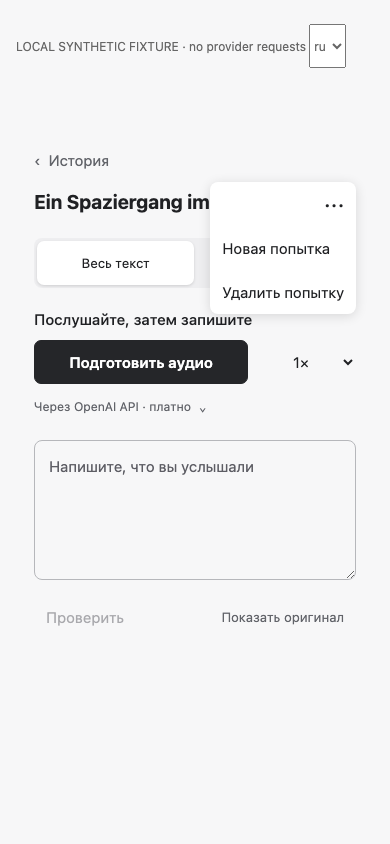 LOCAL SYNTHETIC FIXTURE · no provider requests ru
‹ История
Ein Spaziergang im
...
Новая попытка
Удалить попытку
Весь текст
Послушайте, затем запишите
Подготовить аудио
1×
Через OpenAI API · платно
Напишите, что вы услышали
Проверить
Показать оригинал